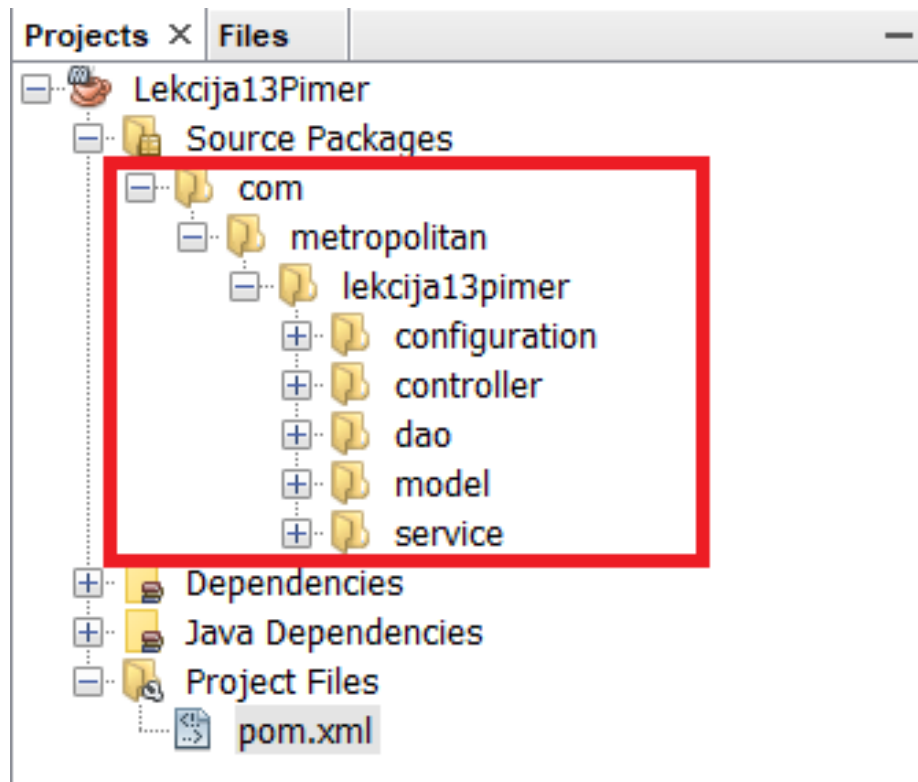 Projects Files
Lekcija13Pimer
Source Packages
com
metropolitan
lekcija13pimer
configuration
controller
dao
model
service
Dependencies
Java Dependencies
Project Files
pom.xml